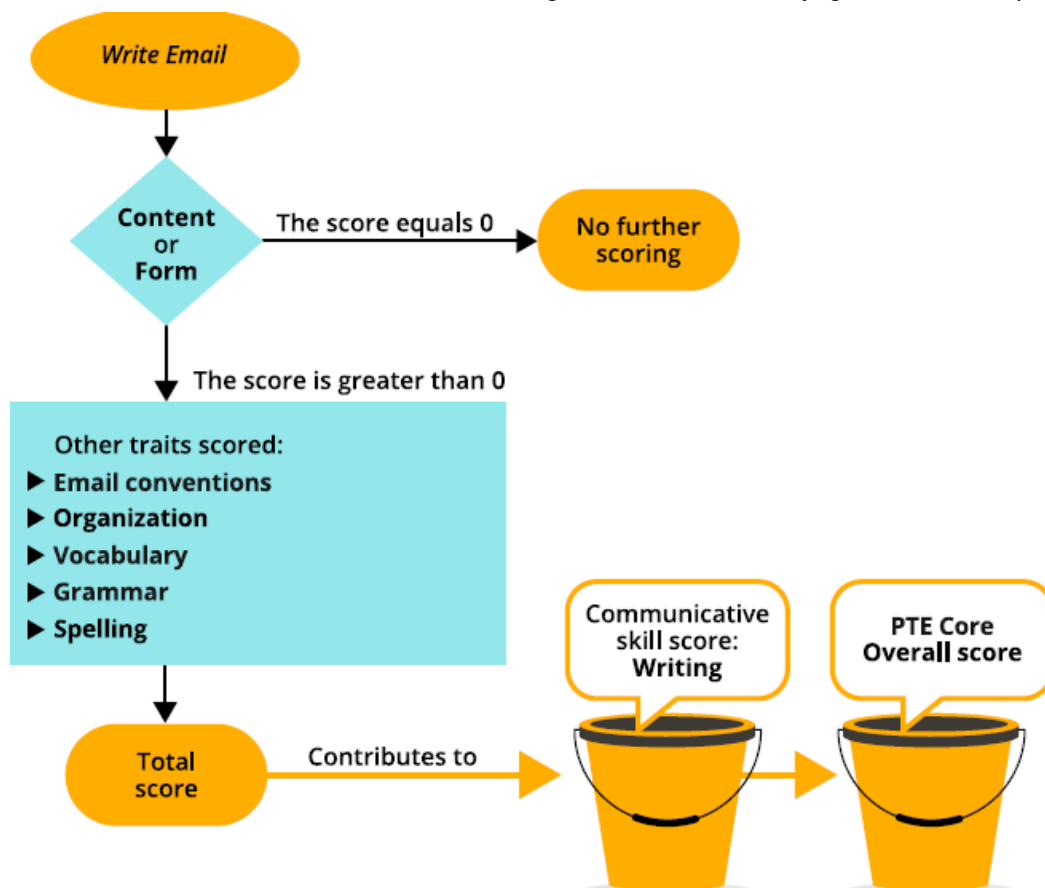 Write Email
Content
or
Form
The score equals 0
No further
scoring
The score is greater than 0
Other traits scored:
Email conventions
Organization
Vocabulary
Grammar
Spelling
Communicative
skill score:
Writing
PTE Core
Overall score
Total
score
Contributes to